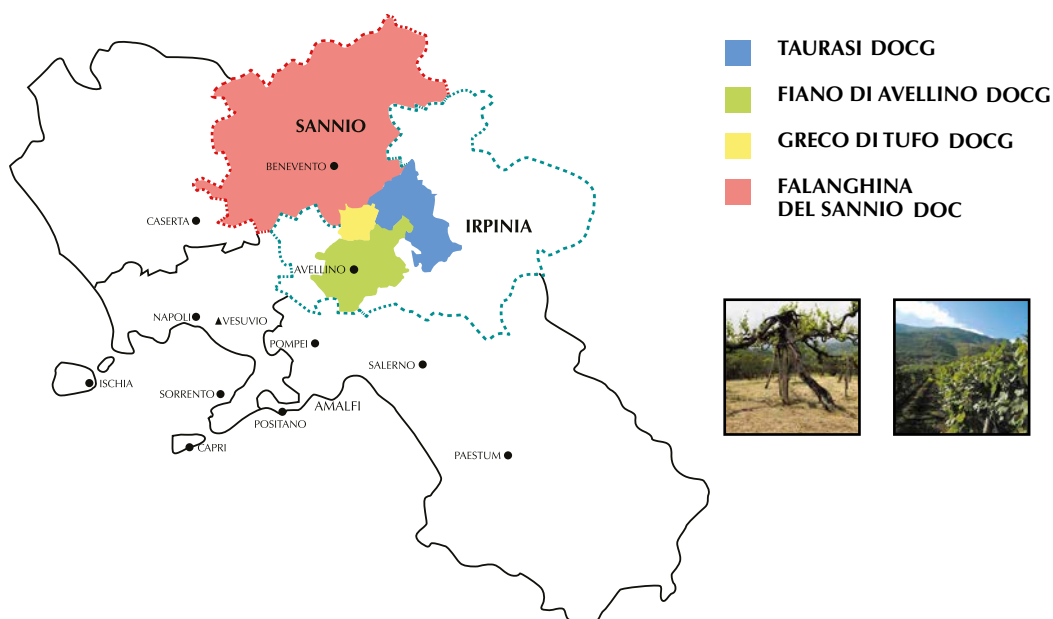 TAURASI DOCG
FIANO DI AVELLINO DOCG
GRECO DI TUFO DOCG
FALANGHINA
DEL SANNIO DOC
SANNIO
BENEVENTO
CASERTA
IRPINIA
AVELLINO
NAPOLI
VESUVIO
POMPEI
SALERNO
ISCHIA
SORRENTO
AMALFI
POSITANO
CAPRI
PAESTUM